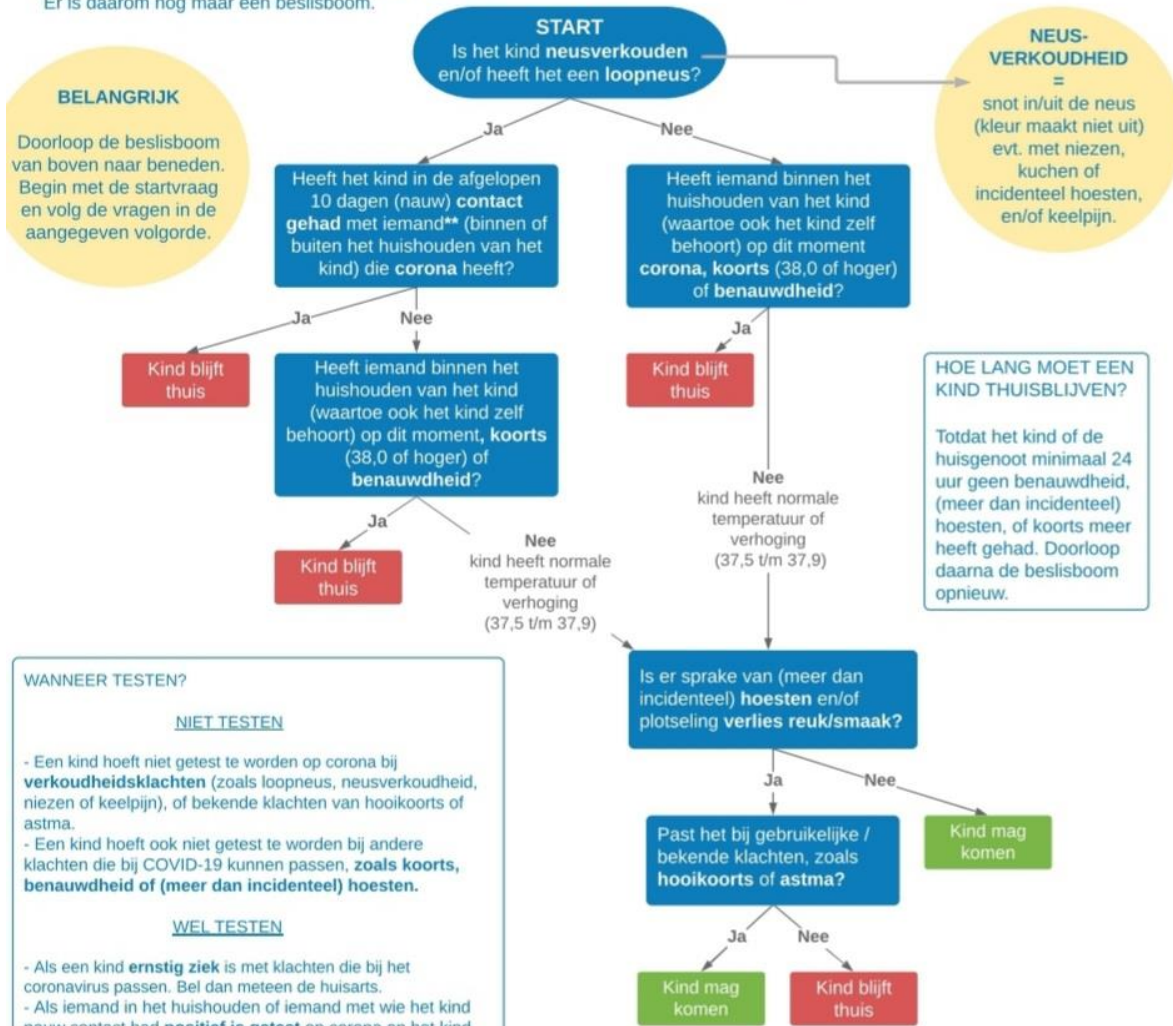 Er is daarom nog maar één beslisboom.
START
Is het kind neusverkouden
en/of heeft het een loopneus?
NEUS-
VERKOUDHEID
=
snot in/uit de neus
(kleur maakt niet uit)
evt. met niezen,
kuchen of
incidenteel hoesten,
en/of keelpijn.
BELANGRIJK
Doorloop de beslisboom
van boven naar beneden.
Begin met de startvraag
en volg de vragen in de
aangegeven volgorde.
Ja
Nee
Heeft het kind in de afgelopen
10 dagen (nauw) contact
gehad met iemand** (binnen of
buiten het huishouden van het
kind) die corona heeft?
Heeft iemand binnen het
huishouden van het kind
(waartoe ook het kind zelf
behoort) op dit moment
corona, koorts (38,0 of hoger)
of benauwdheid?
Ja
Nee
Ja
Kind blijft
thuis
Heeft iemand binnen het
huishouden van het kind
(waartoe ook het kind zelf
behoort) op dit moment, koorts
(38,0 of hoger) of
benauwdheid?
Kind blijft
thuis
HOE LANG MOET EEN
KIND THUISBLIJVEN?
Totdat het kind of de
huisgenoot minimaal 24
uur geen benauwdheid,
(meer dan incidenteel)
hoesten, of koorts meer
heeft gehad. Doorloop
daarna de beslisboom
opnieuw.
Nee
kind heeft normale
temperatuur of
verhoging
(37,5 t/m 37,9)
Ja
Kind blijft
thuis
Nee
kind heeft normale
temperatuur of
verhoging
(37,5 t/m 37,9)
Is er sprake van (meer dan
incidenteel) hoesten en/of
plotseling verlies reuk/smaak?
Ja
Nee
Past het bij gebruikelijke /
bekende klachten, zoals
hooikoorts of astma?
Kind mag
komen
Ja
Nee
Kind mag
komen
Kind blijft
thuis
WANNEER TESTEN?
NIET TESTEN
- Een kind hoeft niet getest te worden op corona bij
verkoudheidsklachten (zoals loopneus, neusverkoudheid,
niezen of keelpijn), of bekende klachten van hooikoorts of
astma.
- Een kind hoeft ook niet getest te worden bij andere
klachten die bij COVID-19 kunnen passen, zoals koorts,
benauwdheid of (meer dan incidenteel) hoesten.
WEL TESTEN
- Als een kind ernstig ziek is met klachten die bij het
coronavirus passen. Bel dan meteen de huisarts.
- Als iemand in het huishouden of iemand met wie het kind
nauw contact had positief is getest op corona en het kind